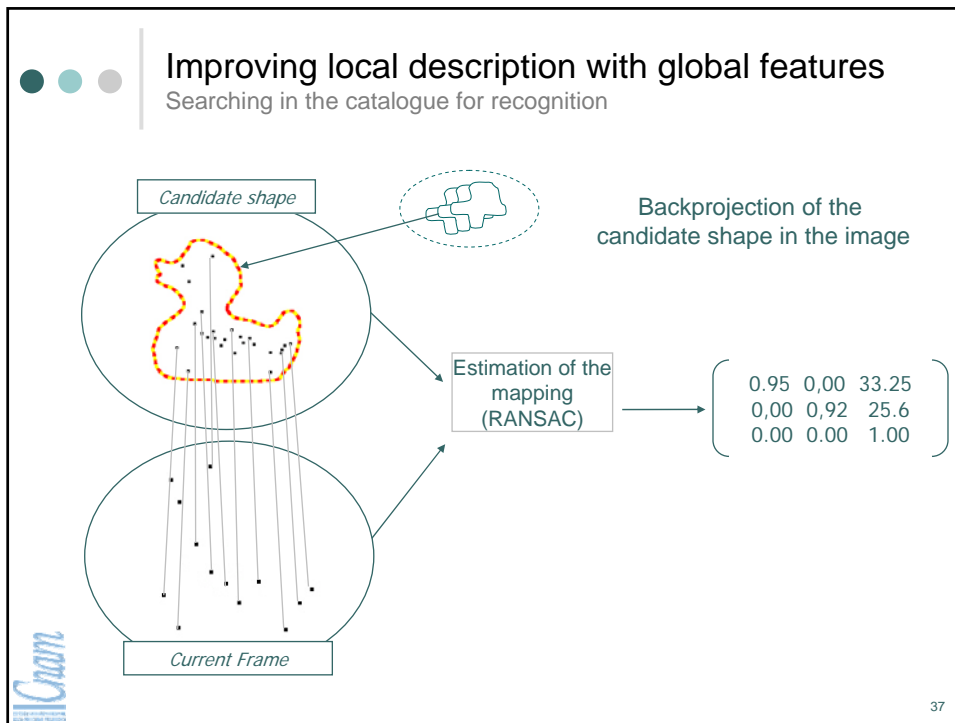 Improving local description with global features
Searching in the catalogue for recognition
Candidate shape
Backprojection of the
candidate shape in the image
Estimation of the
mapping
(RANSAC)
0.95 0,00 33.25
0,00 0,92 25.6
0.00 0.00 1.00
Current Frame
Cnam
37